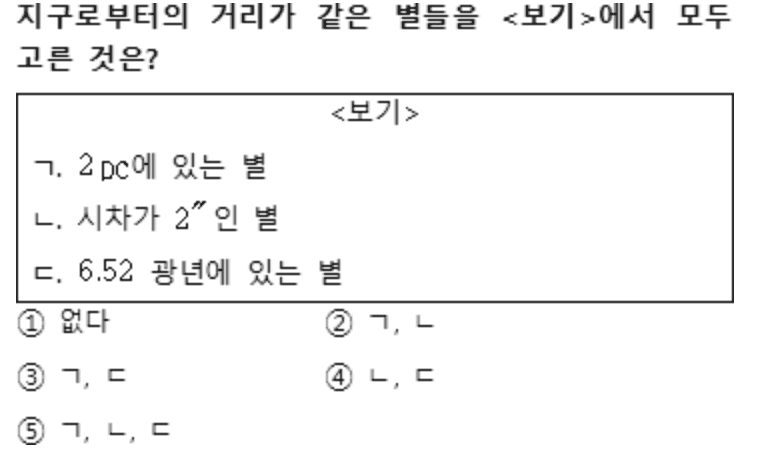 지구로부터의 거리가 같은 별들을 <보기>에서 모두
고른 것은?
<보기>
ㄱ. 2pc에 있는 별
ㄴ. 시차가 2″인 별
ㄷ. 6.52 광년에 있는 별
① 없다 ② ㄱ, ㄴ
③ ㄱ, ㄷ ④ ㄴ, ㄷ
⑤ ㄱ, ㄴ, ㄷ